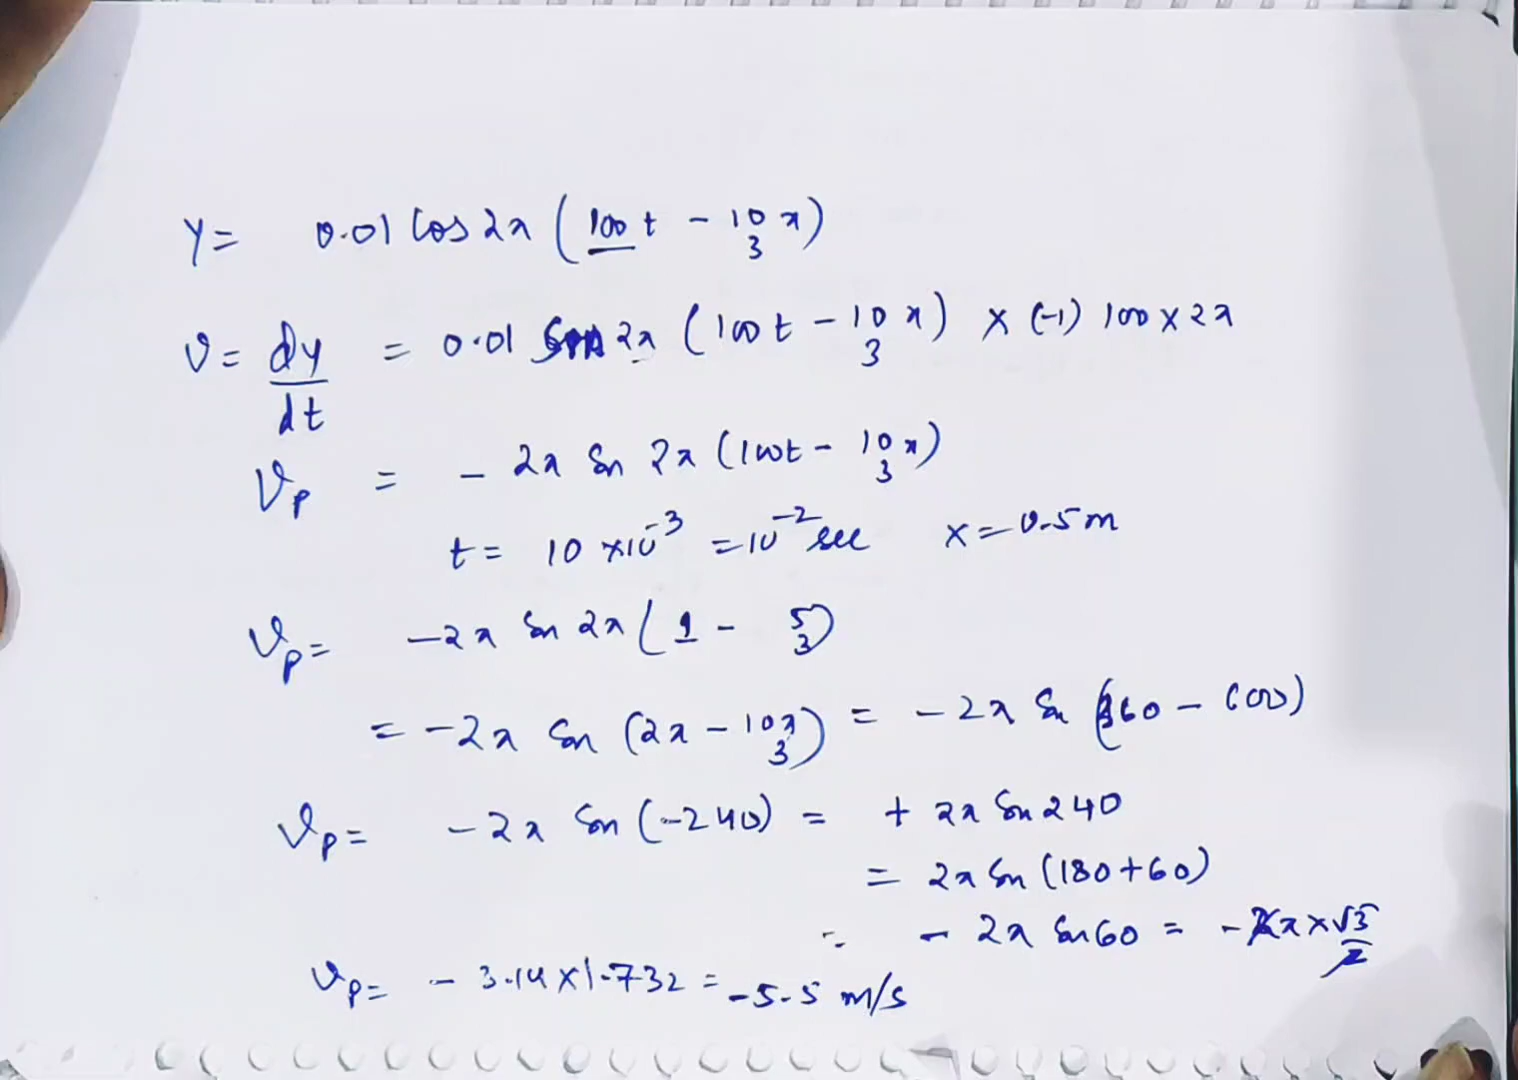 y = 0.01 cos 2π (100 t - 10/3 x)
v = dy/dt = 0.01 sin 2π (100 t - 10/3 x) × (-1) 100 × 2π
vp = - 2π sin 2π (100t - 10/3 x)
t = 10 × 10^-3 = 10^-2 sec x = 0.5 m
vp = -2π sin 2π (1 - 5/3)
= -2π sin (2π - 10π/3) = - 2π sin (360 - 600)
vp = - 2π sin (-240) = + 2π sin 240
= 2π sin (180+60)
= - 2π sin 60 = - 2π × √3/2
vp = - 3.14 × 1.732 = -5.5 m/s